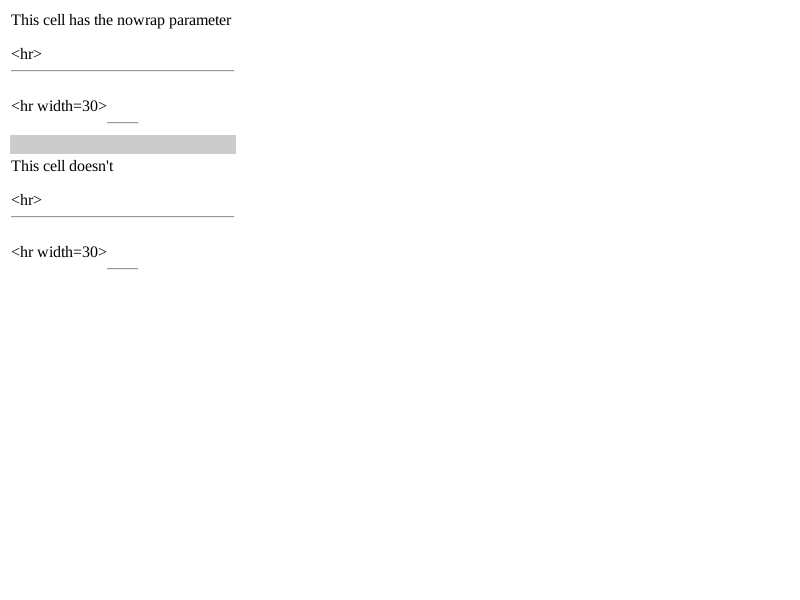 This cell has the nowrap parameter
<hr>
<hr width=30>
This cell doesn't
<hr>
<hr width=30>